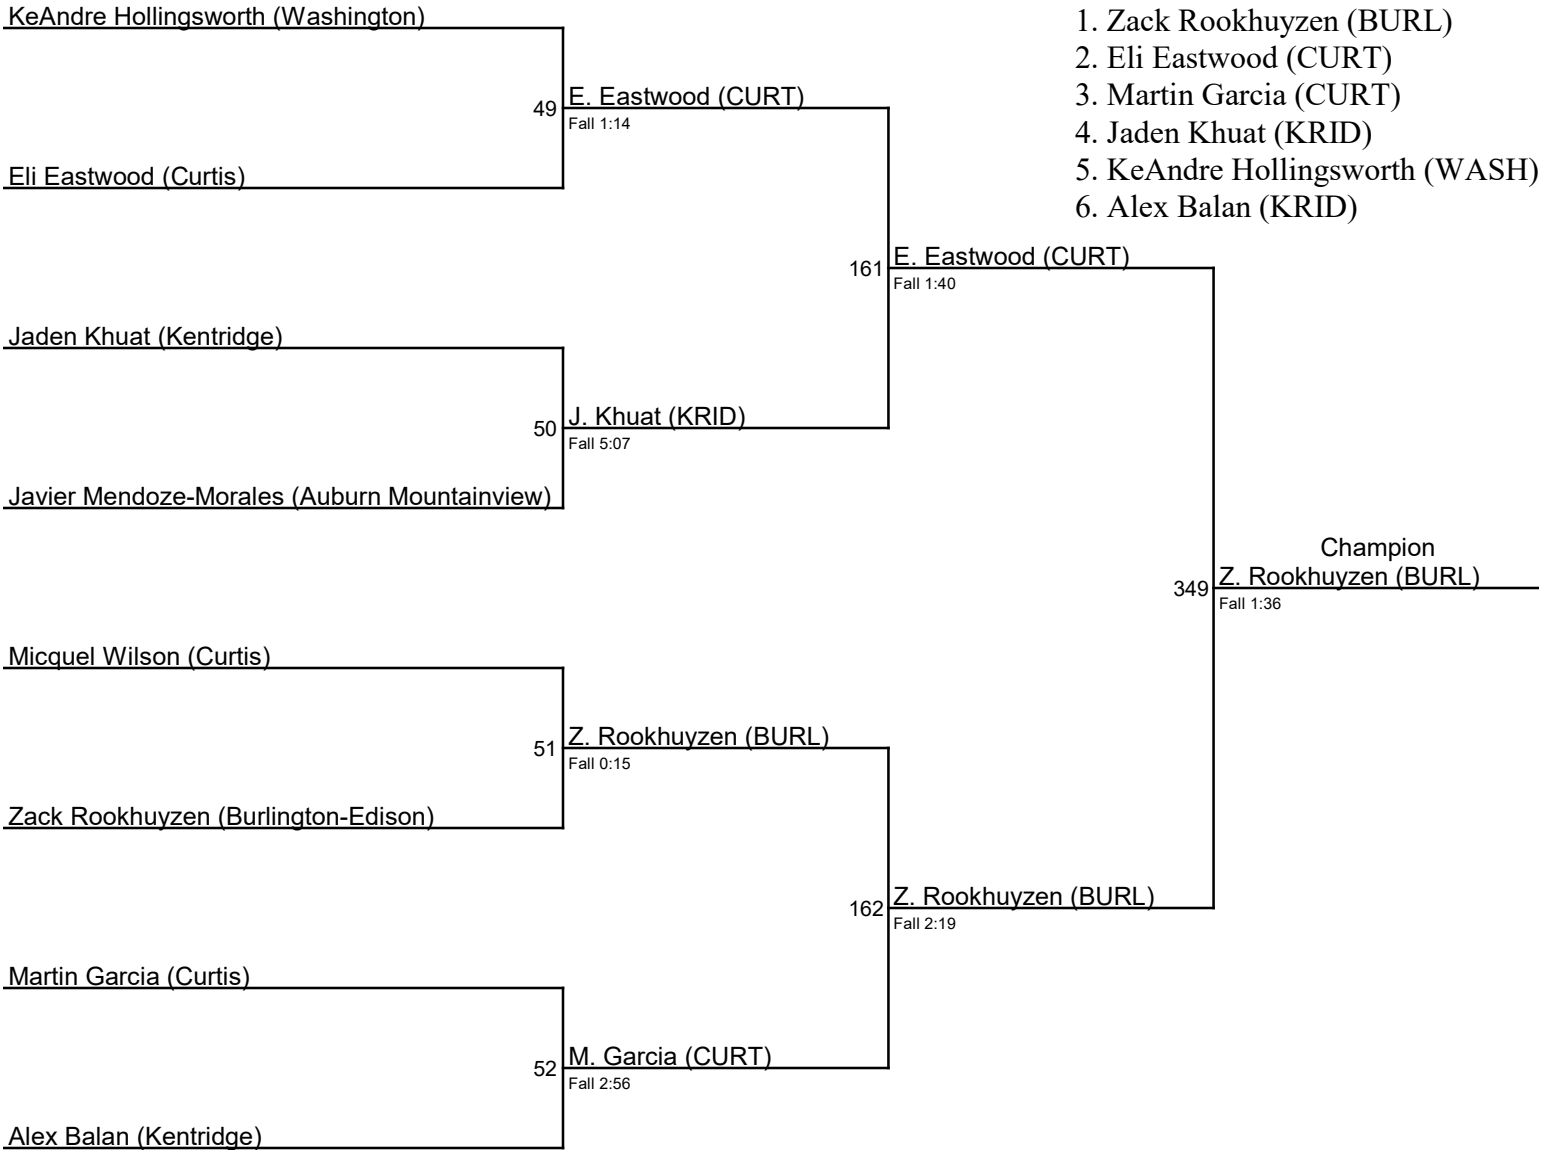 KeAndre Hollingsworth (Washington)
1. Zack Rookhuyzen (BURL)
2. Eli Eastwood (CURT)
3. Martin Garcia (CURT)
4. Jaden Khuat (KRID)
5. KeAndre Hollingsworth (WASH)
6. Alex Balan (KRID)
49 E. Eastwood (CURT)
Fall 1:14
Eli Eastwood (Curtis)
161 E. Eastwood (CURT)
Fall 1:40
Jaden Khuat (Kentridge)
50 J. Khuat (KRID)
Fall 5:07
Javier Mendoze-Morales (Auburn Mountainview)
Champion
349 Z. Rookhuyzen (BURL)
Fall 1:36
Micquel Wilson (Curtis)
51 Z. Rookhuyzen (BURL)
Fall 0:15
Zack Rookhuyzen (Burlington-Edison)
162 Z. Rookhuyzen (BURL)
Fall 2:19
Martin Garcia (Curtis)
52 M. Garcia (CURT)
Fall 2:56
Alex Balan (Kentridge)